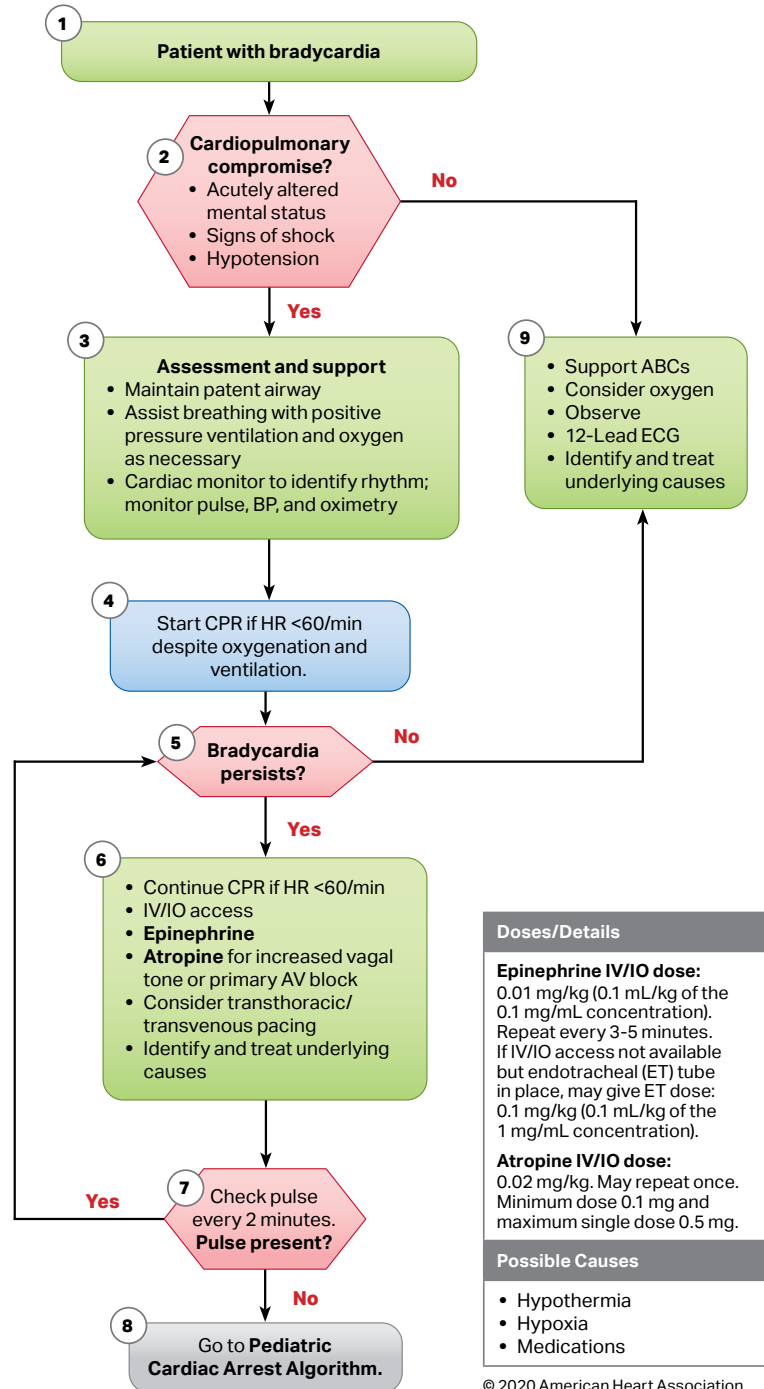 1
Patient with bradycardia
2
Cardiopulmonary
compromise?
• Acutely altered
mental status
• Signs of shock
• Hypotension
No
Yes
3
Assessment and support
• Maintain patent airway
• Assist breathing with positive
pressure ventilation and oxygen
as necessary
• Cardiac monitor to identify rhythm;
monitor pulse, BP, and oximetry
9
• Support ABCs
• Consider oxygen
• Observe
• 12-Lead ECG
• Identify and treat
underlying causes
4
Start CPR if HR <60/min
despite oxygenation and
ventilation.
5
Bradycardia
persists?
No
Yes
6
• Continue CPR if HR <60/min
• IV/IO access
• Epinephrine
• Atropine for increased vagal
tone or primary AV block
• Consider transthoracic/
transvenous pacing
• Identify and treat underlying
causes
7
Check pulse
every 2 minutes.
Pulse present?
Yes
No
8
Go to Pediatric
Cardiac Arrest Algorithm.
Doses/Details
Epinephrine IV/IO dose:
0.01 mg/kg (0.1 mL/kg of the
0.1 mg/mL concentration).
Repeat every 3-5 minutes.
If IV/IO access not available
but endotracheal (ET) tube
in place, may give ET dose:
0.1 mg/kg (0.1 mL/kg of the
1 mg/mL concentration).
Atropine IV/IO dose:
0.02 mg/kg. May repeat once.
Minimum dose 0.1 mg and
maximum single dose 0.5 mg.
Possible Causes
• Hypothermia
• Hypoxia
• Medications
© 2020 American Heart Association